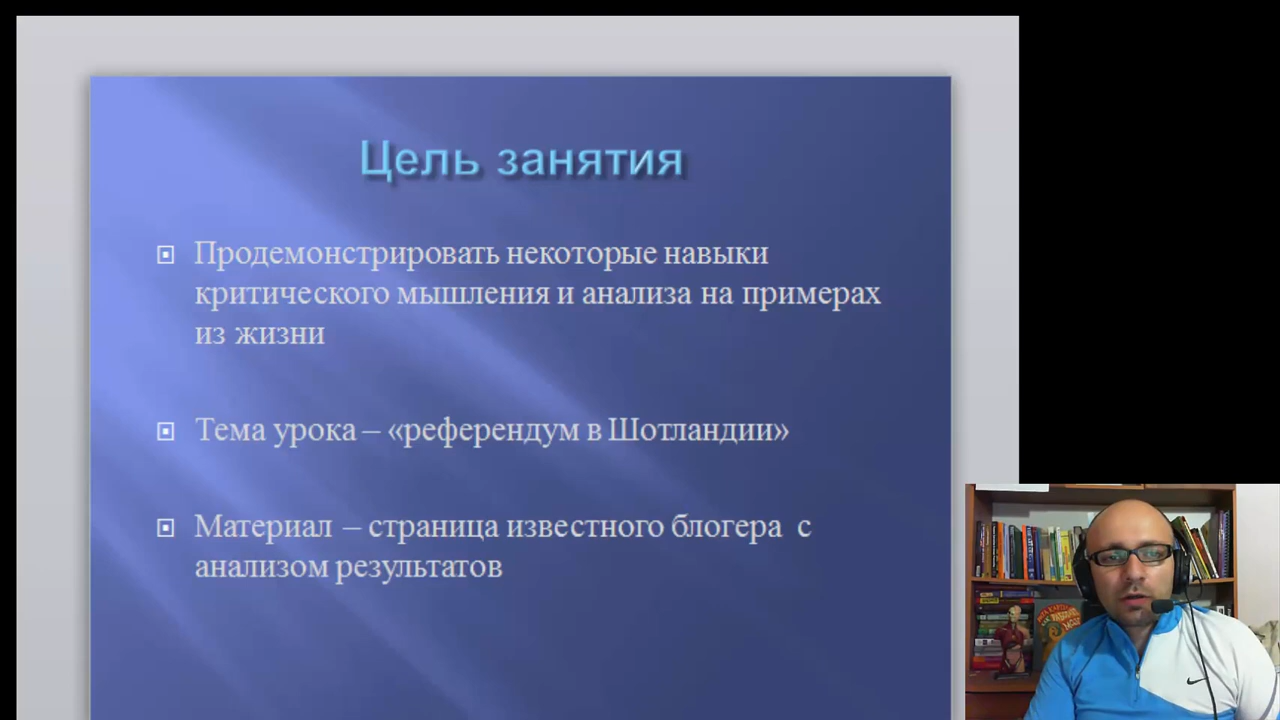 Цель занятия
Продемонстрировать некоторые навыки
критического мышления и анализа на примерах
из жизни
Тема урока – «референдум в Шотландии»
Материал – страница известного блогера с
анализом результатов